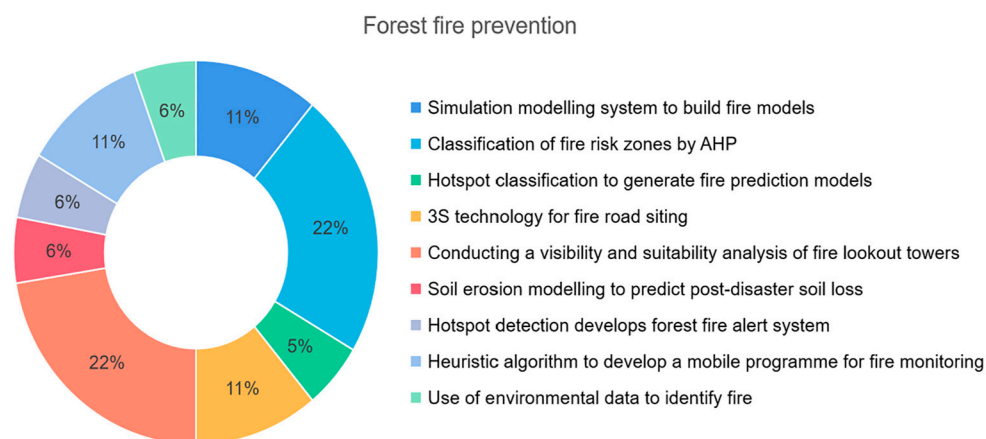 Forest fire prevention
6%
11%
11%
6%
22%
6%
5%
22%
11%
Simulation modelling system to build fire models
Classification of fire risk zones by AHP
Hotspot classification to generate fire prediction models
3S technology for fire road siting
Conducting a visibility and suitability analysis of fire lookout towers
Soil erosion modelling to predict post-disaster soil loss
Hotspot detection develops forest fire alert system
Heuristic algorithm to develop a mobile programme for fire monitoring
Use of environmental data to identify fire